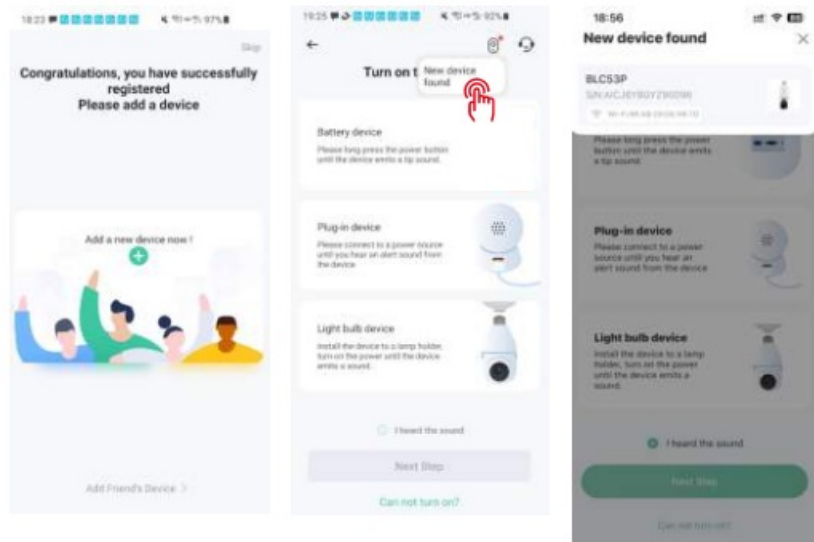 18:23
97%
Skip
Congratulations, you have successfully
registered
Please add a device
Add a new device now !
Add Friend's Device >
19:25
92%
Turn on t
New device
found
Battery device
Please long press the power button
until the device emits a tip sound.
Plug-in device
Please connect to a power source
until you hear an alert sound from
the device
Light bulb device
Install the device to a lamp holder,
turn on the power until the device
emits a sound.
I heard the sound
Next Step
Can not turn on?
18:56
New device found
BLC53P
Please long press the power
button until the device emits
a tip sound.
Plug-in device
Please connect to a power
source until you hear an
alert sound from the device
Light bulb device
Install the device to a lamp
holder, turn on the power
until the device emits a
sound.
I heard the sound
Next Step
Can not turn on?